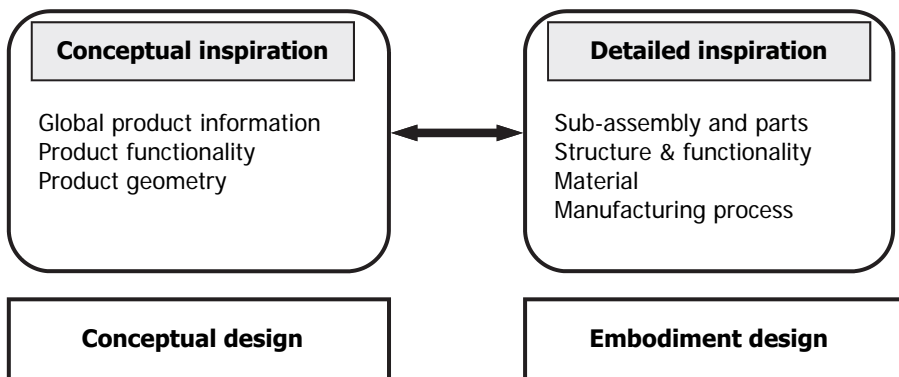 Conceptual inspiration
Global product information
Product functionality
Product geometry
Detailed inspiration
Sub-assembly and parts
Structure & functionality
Material
Manufacturing process
Conceptual design
Embodiment design